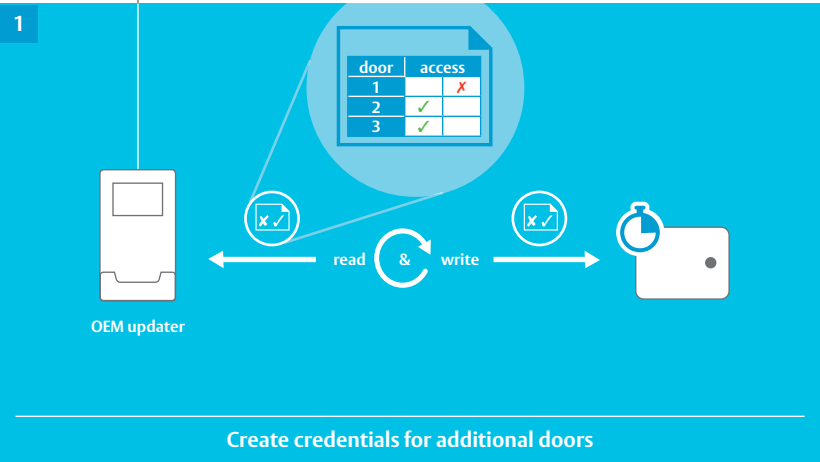 1
door access
1 ✗
2 ✓
3 ✓
✗ ✓
✗ ✓
read & write
OEM updater
Create credentials for additional doors